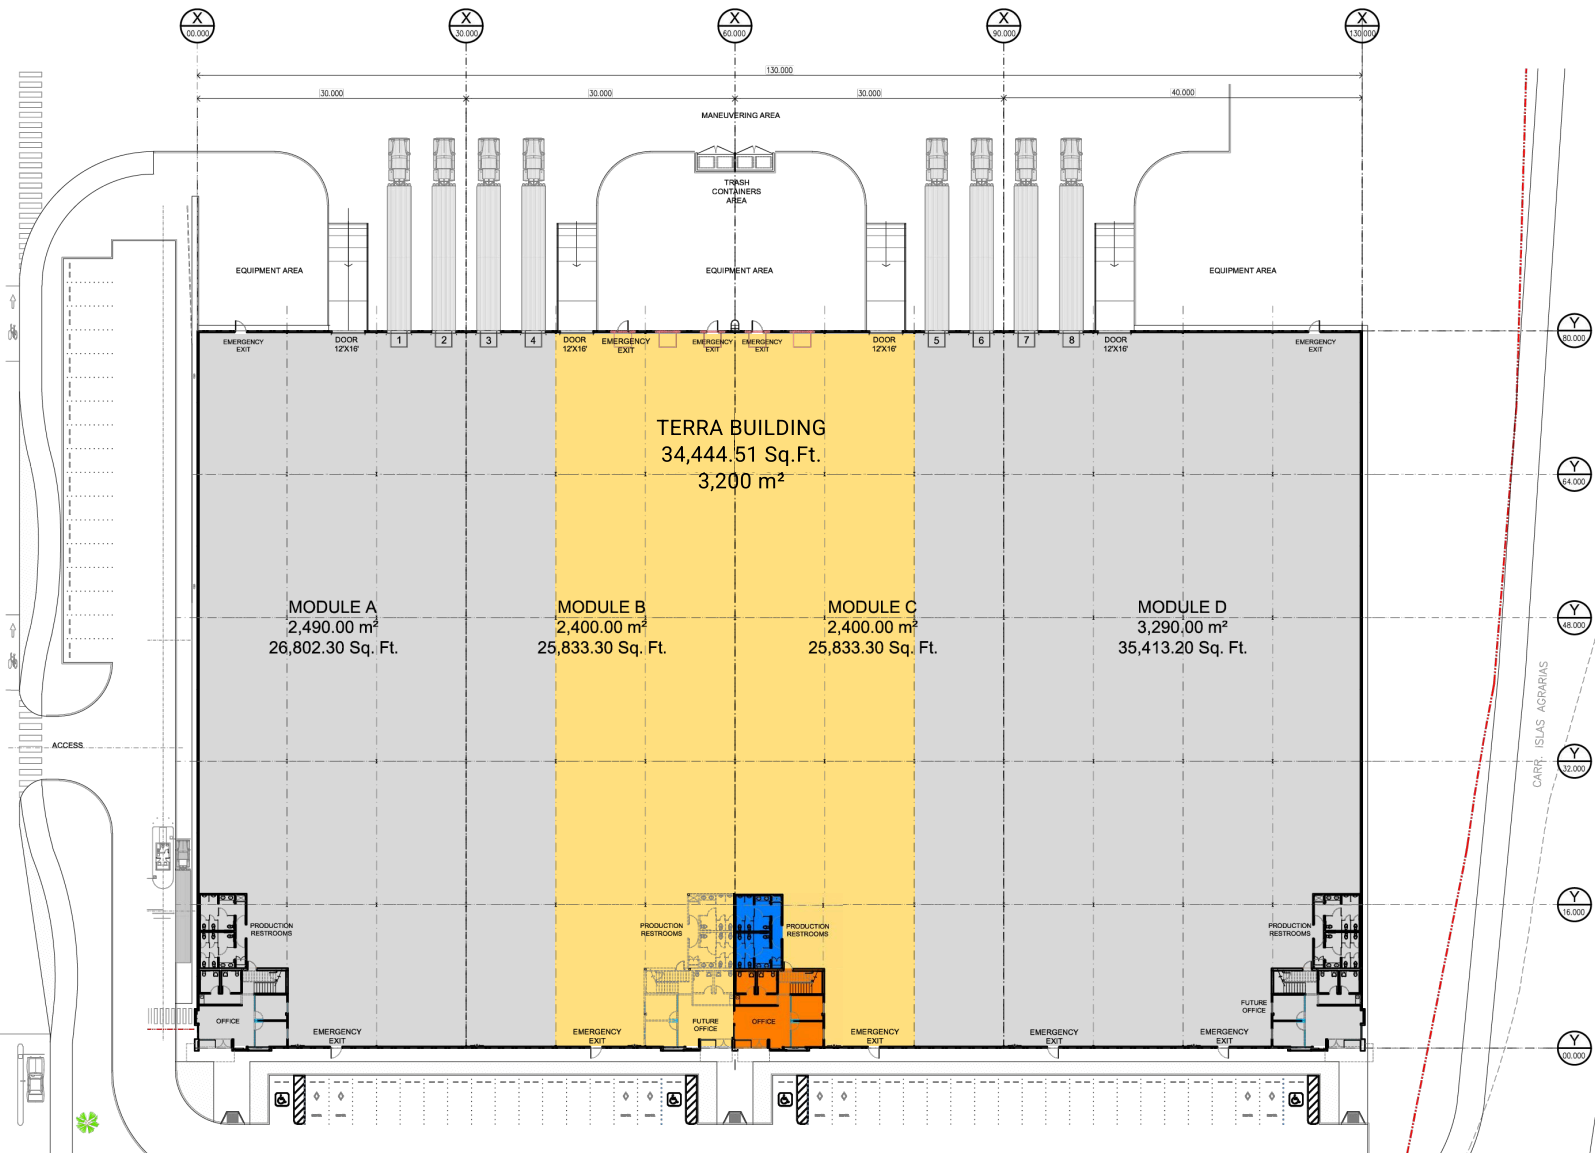 X
00.000
X
30.000
X
60.000
X
90.000
X
130.000
130.000
30.000
30.000
30.000
40.000
MANEUVERING AREA
TRASH
CONTAINERS
AREA
EQUIPMENT AREA
EQUIPMENT AREA
EQUIPMENT AREA
EMERGENCY
EXIT
DOOR
12'X16'
1
2
3
4
DOOR
12'X16'
EMERGENCY
EXIT
EMERGENCY
EXIT
EMERGENCY
EXIT
DOOR
12'X16'
5
6
7
8
DOOR
12'X16'
EMERGENCY
EXIT
Y
80.000
TERRA BUILDING
34,444.51 Sq.Ft.
3,200 m²
Y
64.000
MODULE A
2,490.00 m²
26,802.30 Sq. Ft.
MODULE B
2,400.00 m²
25,833.30 Sq. Ft.
MODULE C
2,400.00 m²
25,833.30 Sq. Ft.
MODULE D
3,290.00 m²
35,413.20 Sq. Ft.
Y
48.000
CARR. ISLAS AGRARIAS
ACCESS
Y
32.000
Y
16.000
PRODUCTION
RESTROOMS
PRODUCTION
RESTROOMS
PRODUCTION
RESTROOMS
PRODUCTION
RESTROOMS
OFFICE
FUTURE
OFFICE
OFFICE
FUTURE
OFFICE
EMERGENCY
EXIT
EMERGENCY
EXIT
EMERGENCY
EXIT
EMERGENCY
EXIT
EMERGENCY
EXIT
Y
00.000